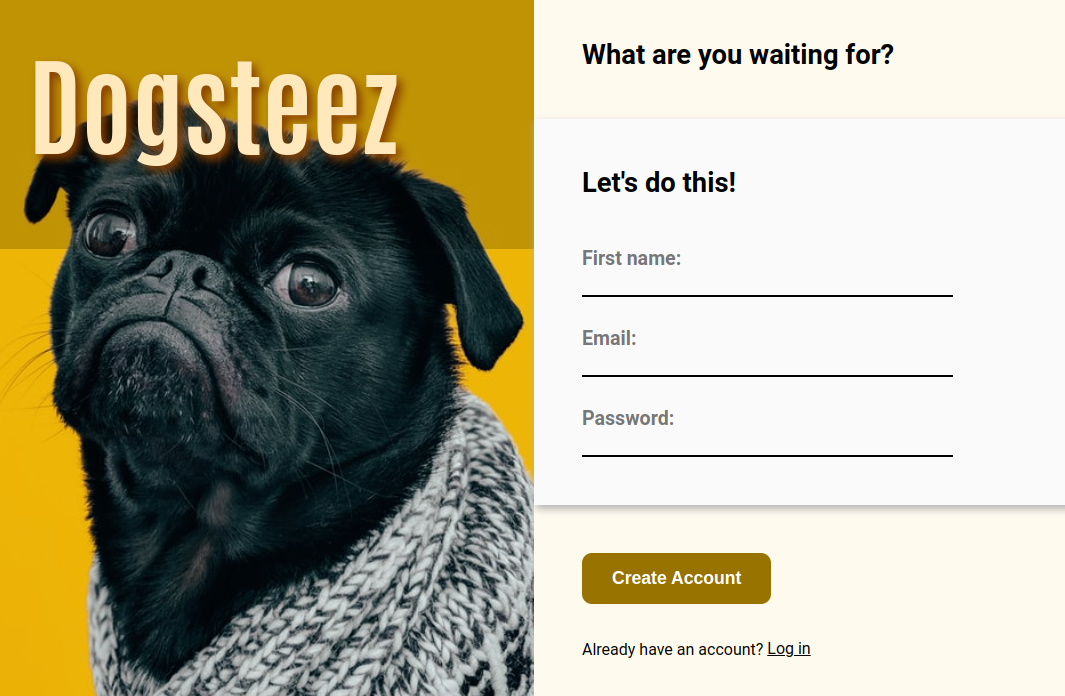 Dogsteez
What are you waiting for?
Let's do this!
First name:
Email:
Password:
Create Account
Already have an account? Log in